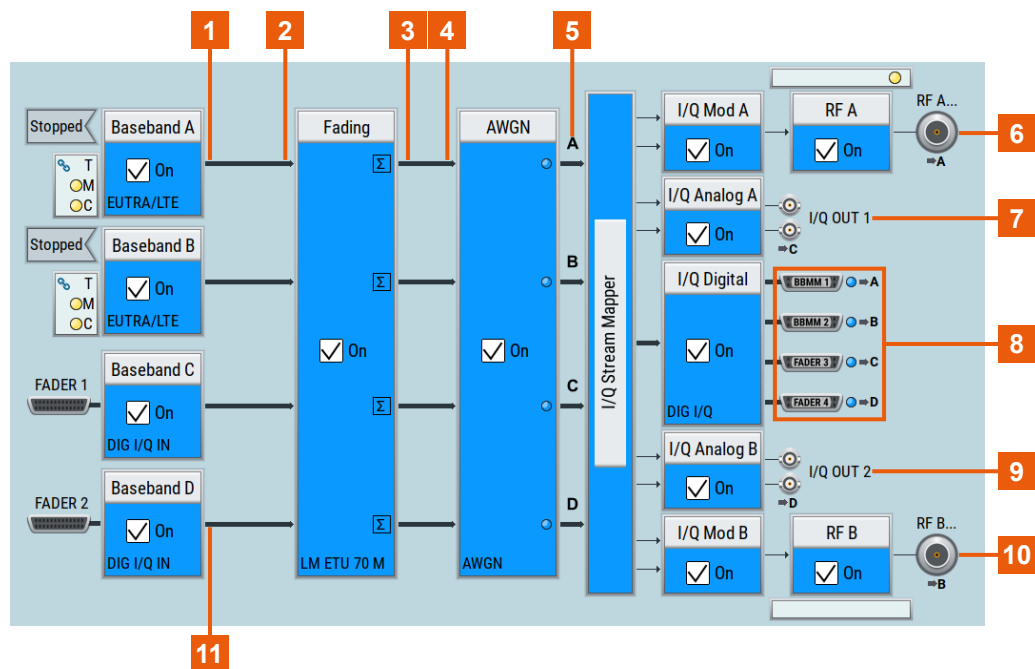 1
2
3
4
5
Stopped
Baseband A
On
EUTRA/LTE
T
M
C
Stopped
Baseband B
On
EUTRA/LTE
T
M
C
FADER 1
Baseband C
On
DIG I/Q IN
FADER 2
Baseband D
On
DIG I/Q IN
11
Fading
Σ
Σ
On
Σ
Σ
LM ETU 70 M
AWGN
On
AWGN
A
B
C
D
I/Q Stream Mapper
I/Q Mod A
On
RF A
On
RF A...
➡A
6
I/Q Analog A
On
I/Q OUT 1
➡C
7
I/Q Digital
On
DIG I/Q
BBMM 1
➡A
BBMM 2
➡B
FADER 3
➡C
FADER 4
➡D
8
I/Q Analog B
On
I/Q OUT 2
➡D
9
I/Q Mod B
On
RF B
On
RF B...
➡B
10